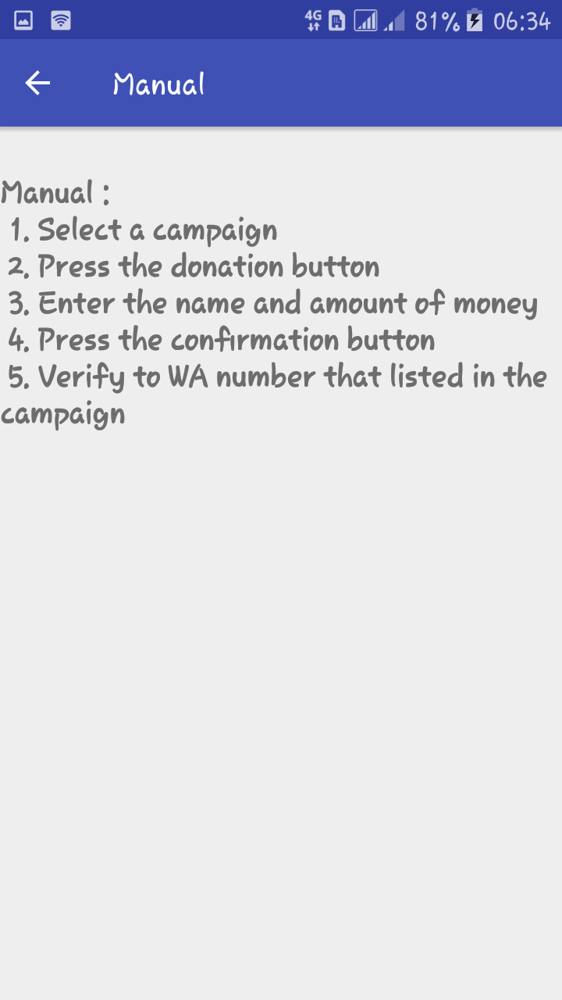 4G 81% 06:34
Manual
Manual :
1. Select a campaign
2. Press the donation button
3. Enter the name and amount of money
4. Press the confirmation button
5. Verify to WA number that listed in the
campaign